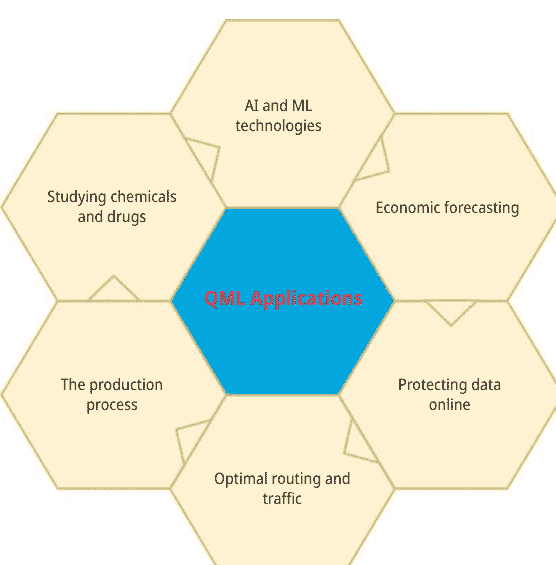 AI and ML
technologies
Studying chemicals
and drugs
Economic forecasting
QML Applications
The production
process
Protecting data
online
Optimal routing and
traffic